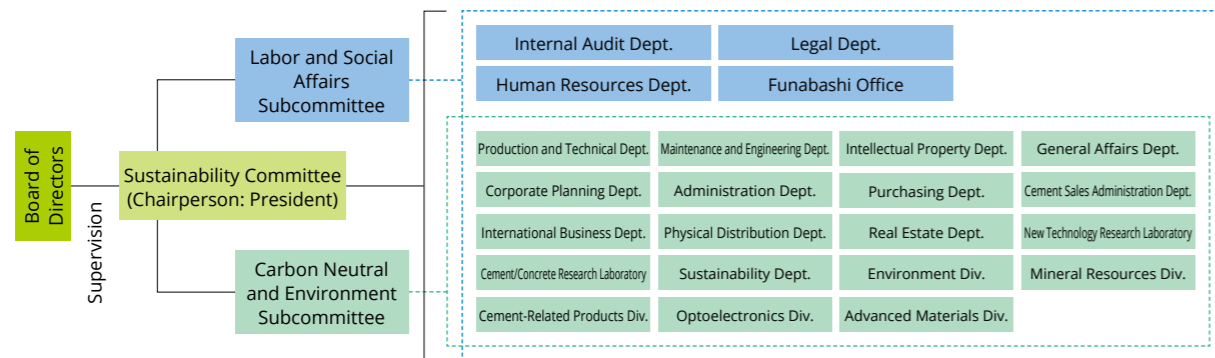 Board of
Directors
Supervision
Sustainability Committee
(Chairperson: President)
Labor and Social
Affairs
Subcommittee
Carbon Neutral
and Environment
Subcommittee
Internal Audit Dept.
Legal Dept.
Human Resources Dept.
Funabashi Office
Production and Technical Dept.
Maintenance and Engineering Dept.
Intellectual Property Dept.
General Affairs Dept.
Corporate Planning Dept.
Administration Dept.
Purchasing Dept.
Cement Sales Administration Dept.
International Business Dept.
Physical Distribution Dept.
Real Estate Dept.
New Technology Research Laboratory
Cement/Concrete Research Laboratory
Sustainability Dept.
Environment Div.
Mineral Resources Div.
Cement-Related Products Div.
Optoelectronics Div.
Advanced Materials Div.